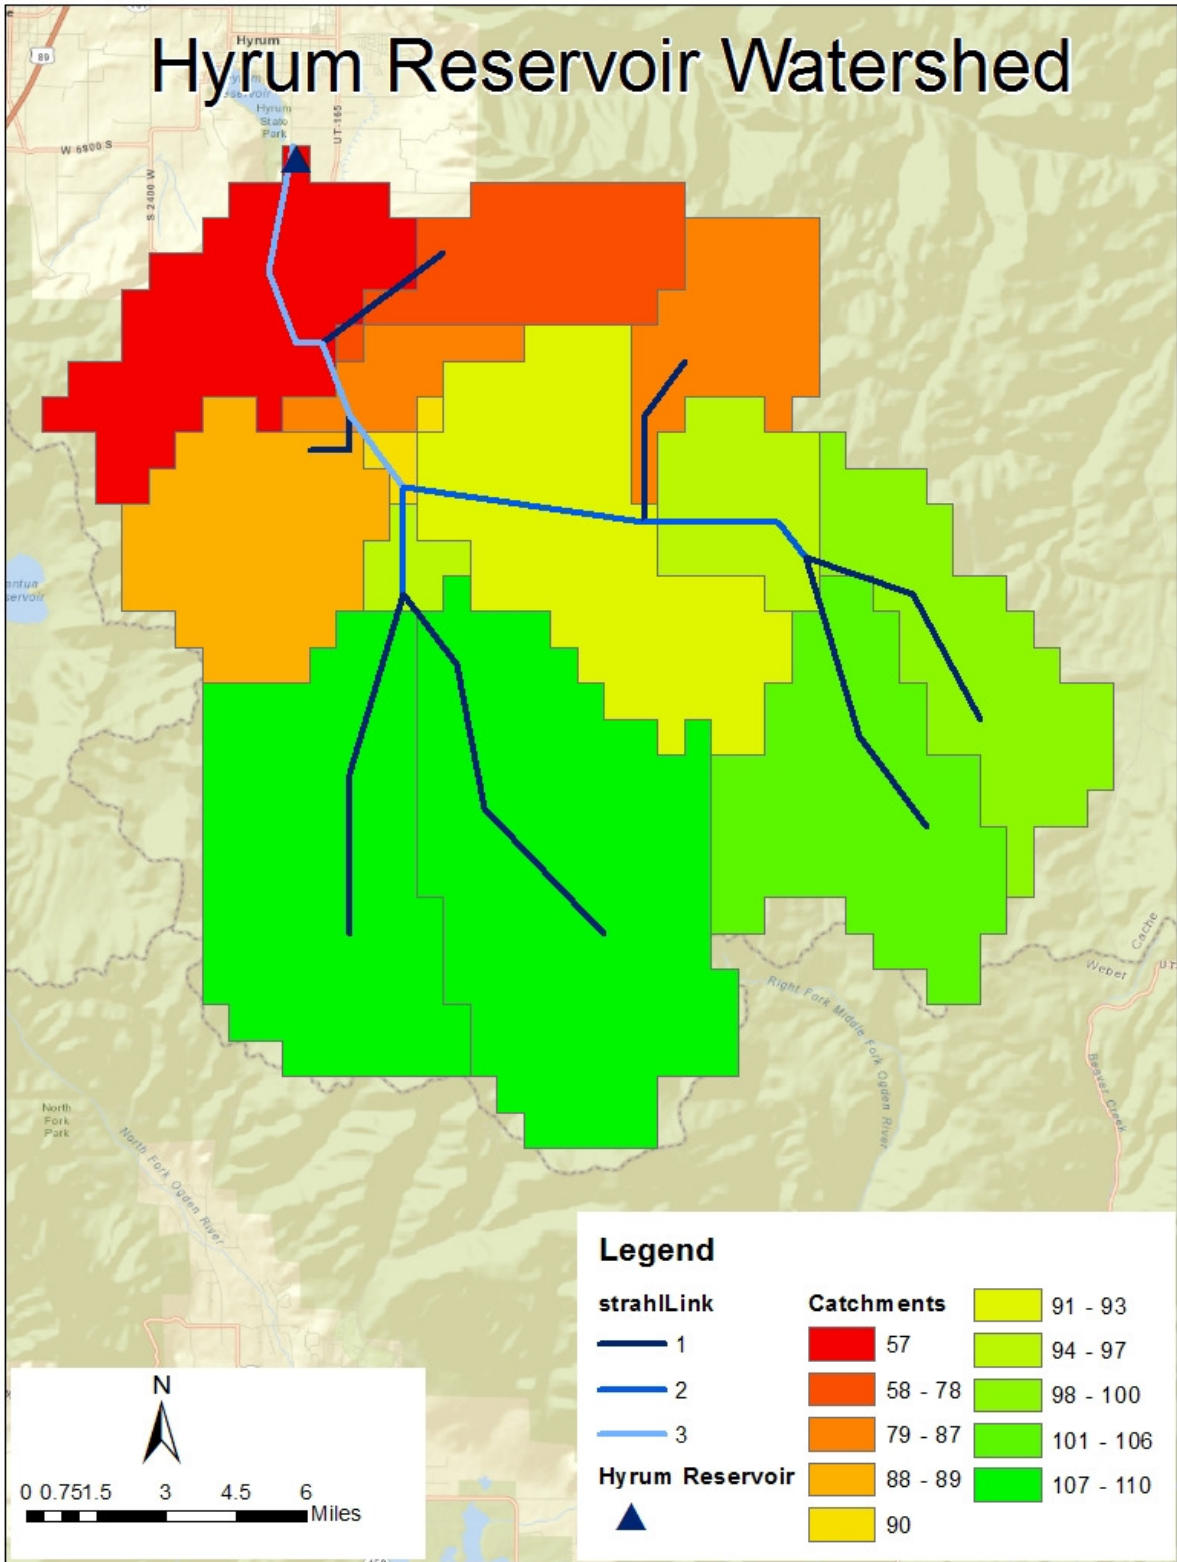 Hyrum
Hyrum Reservoir Watershed
89
Hyrum
State
Park
UT-165
W 6800 S
S 2400 W
Cache
Weber
UT-
Right Fork Middle Fork Ogden River
Beaver Creek
North
Fork
Park
North Fork Ogden River
Legend
strahlLink
1
2
3
Hyrum Reservoir
Catchments
57
58 - 78
79 - 87
88 - 89
90
91 - 93
94 - 97
98 - 100
101 - 106
107 - 110
N
0 0.75 1.5 3 4.5 6
Miles